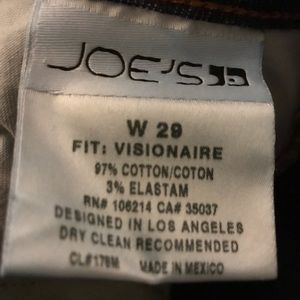 JOE'S
W 29
FIT: VISIONAIRE
97% COTTON/COTON
3% ELASTAM
RN# 106214 CA# 35037
DESIGNED IN LOS ANGELES
DRY CLEAN RECOMMENDED
CL#178M MADE IN MEXICO